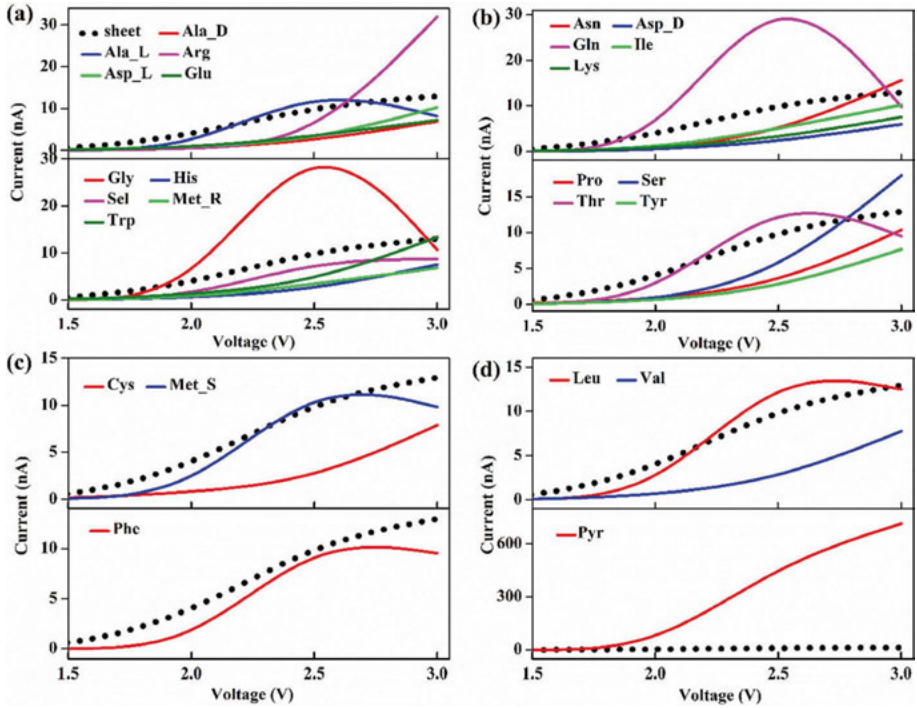 (a)
sheet Ala_D
Ala_L Arg
Asp_L Glu
30
20
10
0
Current (nA)
Gly His
Sel Met_R
Trp
30
20
10
0
1.5 2.0 2.5 3.0
Voltage (V)
(b)
Asn Asp_D
Gln Ile
Lys
30
20
10
0
Current (nA)
Pro Ser
Thr Tyr
15
10
5
0
1.5 2.0 2.5 3.0
Voltage (V)
(c)
Cys Met_S
15
10
5
0
Current (nA)
Phe
10
5
0
1.5 2.0 2.5 3.0
Voltage (V)
(d)
Leu Val
15
10
5
0
Current (nA)
Pyr
600
300
0
1.5 2.0 2.5 3.0
Voltage (V)